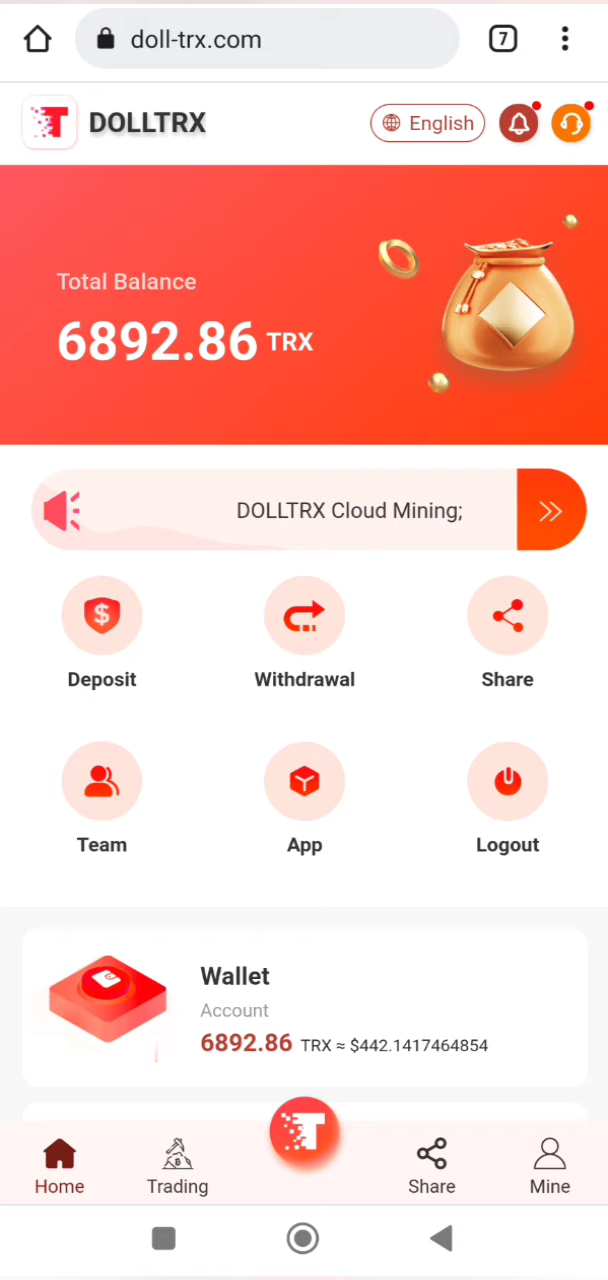 doll-trx.com
7
DOLLTRX
English
Total Balance
6892.86 TRX
DOLLTRX Cloud Mining;
Deposit
Withdrawal
Share
Team
App
Logout
Wallet
Account
6892.86 TRX ≈ $442.1417464854
Home
Trading
Share
Mine